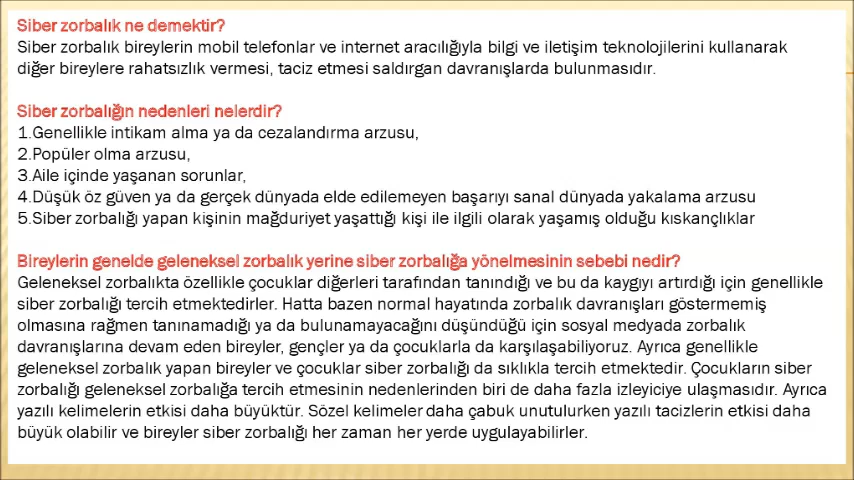 Siber zorbalık ne demektir?
Siber zorbalık bireylerin mobil telefonlar ve internet aracılığıyla bilgi ve iletişim teknolojilerini kullanarak
diğer bireylere rahatsızlık vermesi, taciz etmesi saldırgan davranışlarda bulunmasıdır.
Siber zorbalığın nedenleri nelerdir?
1.Genellikle intikam alma ya da cezalandırma arzusu,
2.Popüler olma arzusu,
3.Aile içinde yaşanan sorunlar,
4.Düşük öz güven ya da gerçek dünyada elde edilemeyen başarıyı sanal dünyada yakalama arzusu
5.Siber zorbalığı yapan kişinin mağduriyet yaşattığı kişi ile ilgili olarak yaşamış olduğu kıskançlıklar
Bireylerin genelde geleneksel zorbalık yerine siber zorbalığa yönelmesinin sebebi nedir?
Geleneksel zorbalıkta özellikle çocuklar diğerleri tarafından tanındığı ve bu da kaygıyı artırdığı için genellikle
siber zorbalığı tercih etmektedirler. Hatta bazen normal hayatında zorbalık davranışları göstermemiş
olmasına rağmen tanınamadığı ya da bulunamayacağını düşündüğü için sosyal medyada zorbalık
davranışlarına devam eden bireyler, gençler ya da çocuklarla da karşılaşabiliyoruz. Ayrıca genellikle
geleneksel zorbalık yapan bireyler ve çocuklar siber zorbalığı da sıklıkla tercih etmektedir. Çocukların siber
zorbalığı geleneksel zorbalığa tercih etmesinin nedenlerinden biri de daha fazla izleyiciye ulaşmasıdır. Ayrıca
yazılı kelimelerin etkisi daha büyüktür. Sözel kelimeler daha çabuk unutulurken yazılı tacizlerin etkisi daha
büyük olabilir ve bireyler siber zorbalığı her zaman her yerde uygulayabilirler.